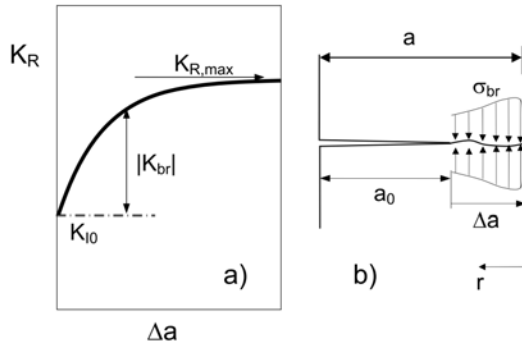 K_R
K_R,max
|K_br|
K_I0
a)
Δa
a
σ_br
a_0
Δa
b)
r